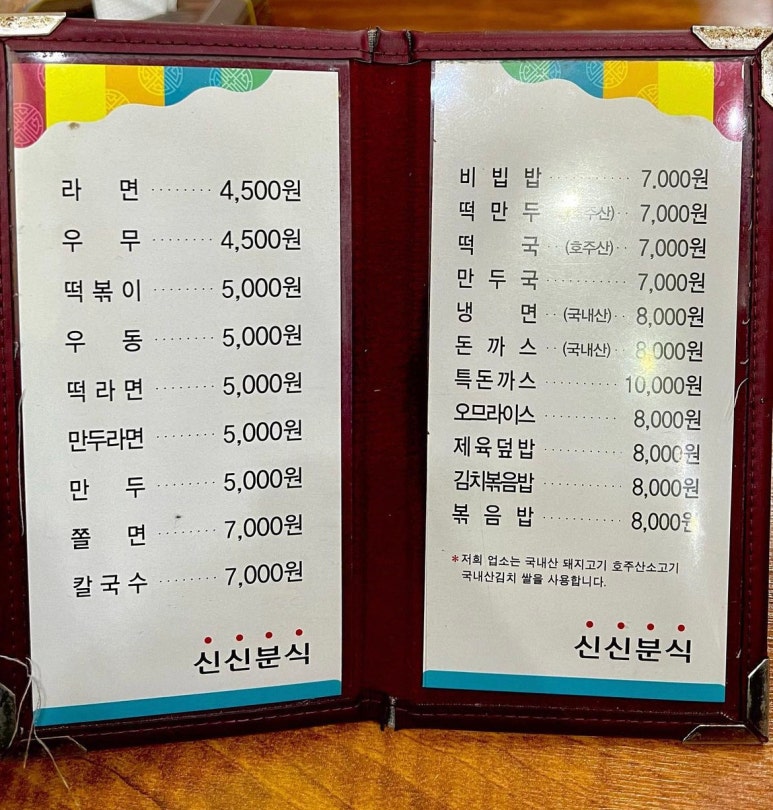 라 면 ········ 4,500원
우 무 ········ 4,500원
떡볶이 ········ 5,000원
우 동 ········ 5,000원
떡라면 ········ 5,000원
만두라면 ········ 5,000원
만 두 ········ 5,000원
쫄 면 ········ 7,000원
칼국수 ········ 7,000원
신신분식
비 빕 밥 ········ 7,000원
떡 만 두 (호주산)·· 7,000원
떡 국 ··(호주산)·· 7,000원
만 두 국 ········ 7,000원
냉 면 ··(국내산)·· 8,000원
돈 까 스 ··(국내산)·· 8,000원
특돈까스 ········ 10,000원
오므라이스 ········ 8,000원
제육덮밥 ········ 8,000원
김치볶음밥 ········ 8,000원
볶 음 밥 ········ 8,000원
*저희 업소는 국내산 돼지고기 호주산소고기
국내산김치 쌀을 사용합니다.
신신분식